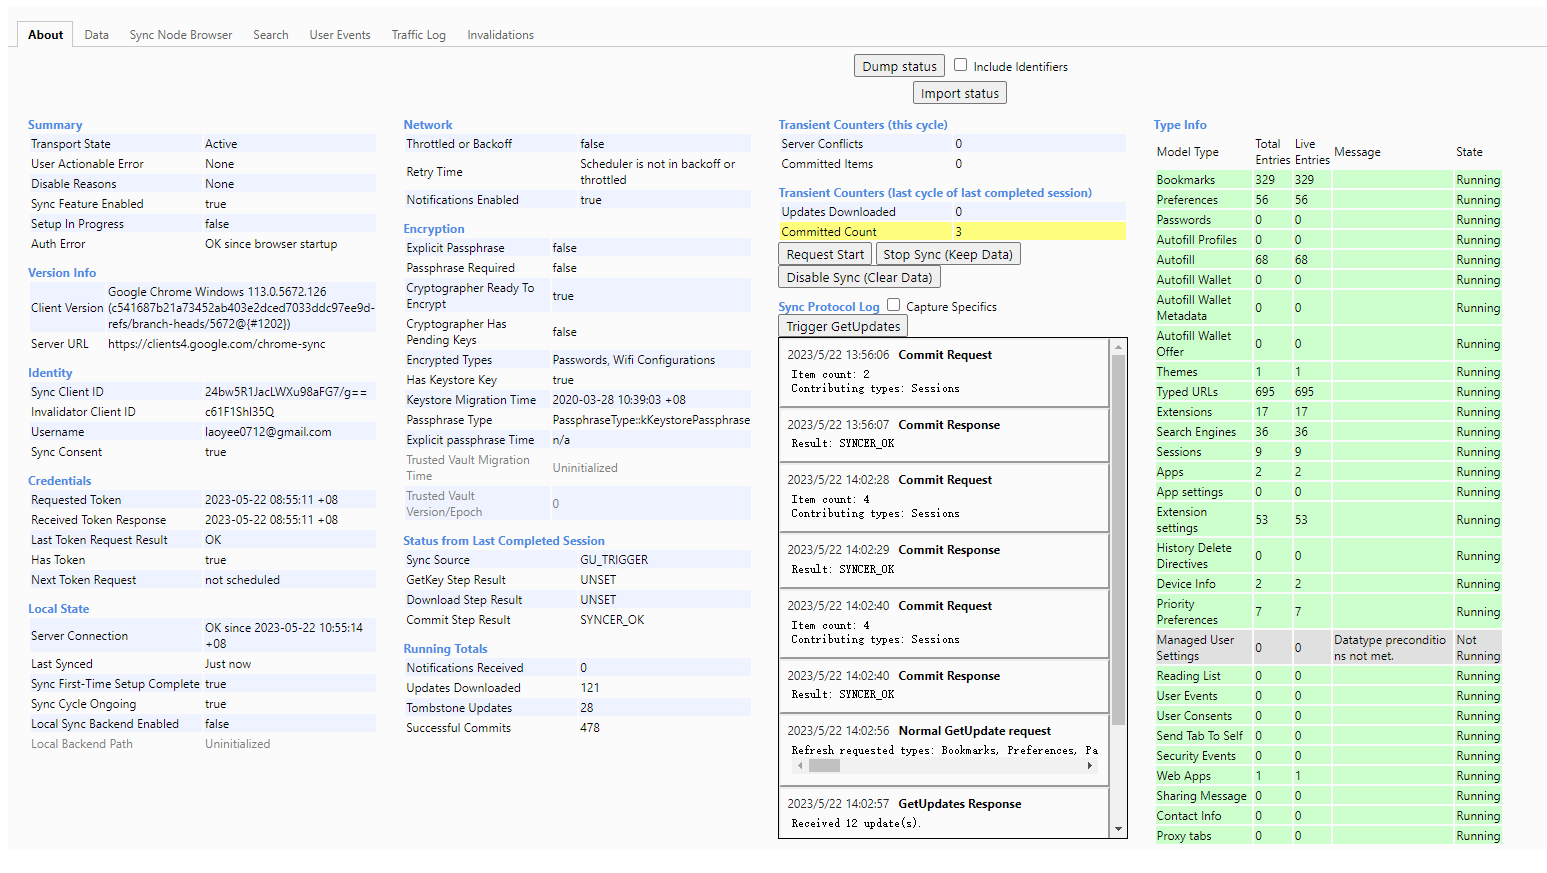 About Data Sync Node Browser Search User Events Traffic Log Invalidations
Dump status Include Identifiers
Import status
Summary
Transport State Active
User Actionable Error None
Disable Reasons None
Sync Feature Enabled true
Setup In Progress false
Auth Error OK since browser startup
Version Info
Client Version Google Chrome Windows 113.0.5672.126
(c541687b21a73452ab403e2dced7033ddc97ee9d-
refs/branch-heads/5672@{#1202})
Server URL https://clients4.google.com/chrome-sync
Identity
Sync Client ID 24bw5R1JacLWXu98aFG7/g==
Invalidator Client ID c61F1ShI35Q
Username laoyee0712@gmail.com
Sync Consent true
Credentials
Requested Token 2023-05-22 08:55:11 +08
Received Token Response 2023-05-22 08:55:11 +08
Last Token Request Result OK
Has Token true
Next Token Request not scheduled
Local State
Server Connection OK since 2023-05-22 10:55:14
+08
Last Synced Just now
Sync First-Time Setup Complete true
Sync Cycle Ongoing true
Local Sync Backend Enabled false
Local Backend Path Uninitialized
Network
Throttled or Backoff false
Retry Time Scheduler is not in backoff or
throttled
Notifications Enabled true
Encryption
Explicit Passphrase false
Passphrase Required false
Cryptographer Ready To
Encrypt true
Cryptographer Has
Pending Keys false
Encrypted Types Passwords, Wifi Configurations
Has Keystore Key true
Keystore Migration Time 2020-03-28 10:39:03 +08
Passphrase Type PassphraseType::kKeystorePassphrase
Explicit passphrase Time n/a
Trusted Vault Migration
Time Uninitialized
Trusted Vault
Version/Epoch 0
Status from Last Completed Session
Sync Source GU_TRIGGER
GetKey Step Result UNSET
Download Step Result UNSET
Commit Step Result SYNCER_OK
Running Totals
Notifications Received 0
Updates Downloaded 121
Tombstone Updates 28
Successful Commits 478
Transient Counters (this cycle)
Server Conflicts 0
Committed Items 0
Transient Counters (last cycle of last completed session)
Updates Downloaded 0
Committed Count 3
Request Start Stop Sync (Keep Data)
Disable Sync (Clear Data)
Sync Protocol Log Capture Specifics
Trigger GetUpdates
2023/5/22 13:56:06 Commit Request
Item count: 2
Contributing types: Sessions
2023/5/22 13:56:07 Commit Response
Result: SYNCER_OK
2023/5/22 14:02:28 Commit Request
Item count: 4
Contributing types: Sessions
2023/5/22 14:02:29 Commit Response
Result: SYNCER_OK
2023/5/22 14:02:40 Commit Request
Item count: 4
Contributing types: Sessions
2023/5/22 14:02:40 Commit Response
Result: SYNCER_OK
2023/5/22 14:02:56 Normal GetUpdate request
Refresh requested types: Bookmarks, Preferences, Pa
2023/5/22 14:02:57 GetUpdates Response
Received 12 update(s).
Type Info
Model Type Total Entries Live Entries Message State
Bookmarks 329 329 Running
Preferences 56 56 Running
Passwords 0 0 Running
Autofill Profiles 0 0 Running
Autofill 68 68 Running
Autofill Wallet 0 0 Running
Autofill Wallet
Metadata 0 0 Running
Autofill Wallet
Offer 0 0 Running
Themes 1 1 Running
Typed URLs 695 695 Running
Extensions 17 17 Running
Search Engines 36 36 Running
Sessions 9 9 Running
Apps 2 2 Running
App settings 0 0 Running
Extension
settings 53 53 Running
History Delete
Directives 0 0 Running
Device Info 2 2 Running
Priority
Preferences 7 7 Running
Managed User Datatype preconditio Not
Settings 0 0 ns not met. Running
Reading List 0 0 Running
User Events 0 0 Running
User Consents 0 0 Running
Send Tab To Self 0 0 Running
Security Events 0 0 Running
Web Apps 1 1 Running
Sharing Message 0 0 Running
Contact Info 0 0 Running
Proxy tabs 0 0 Running